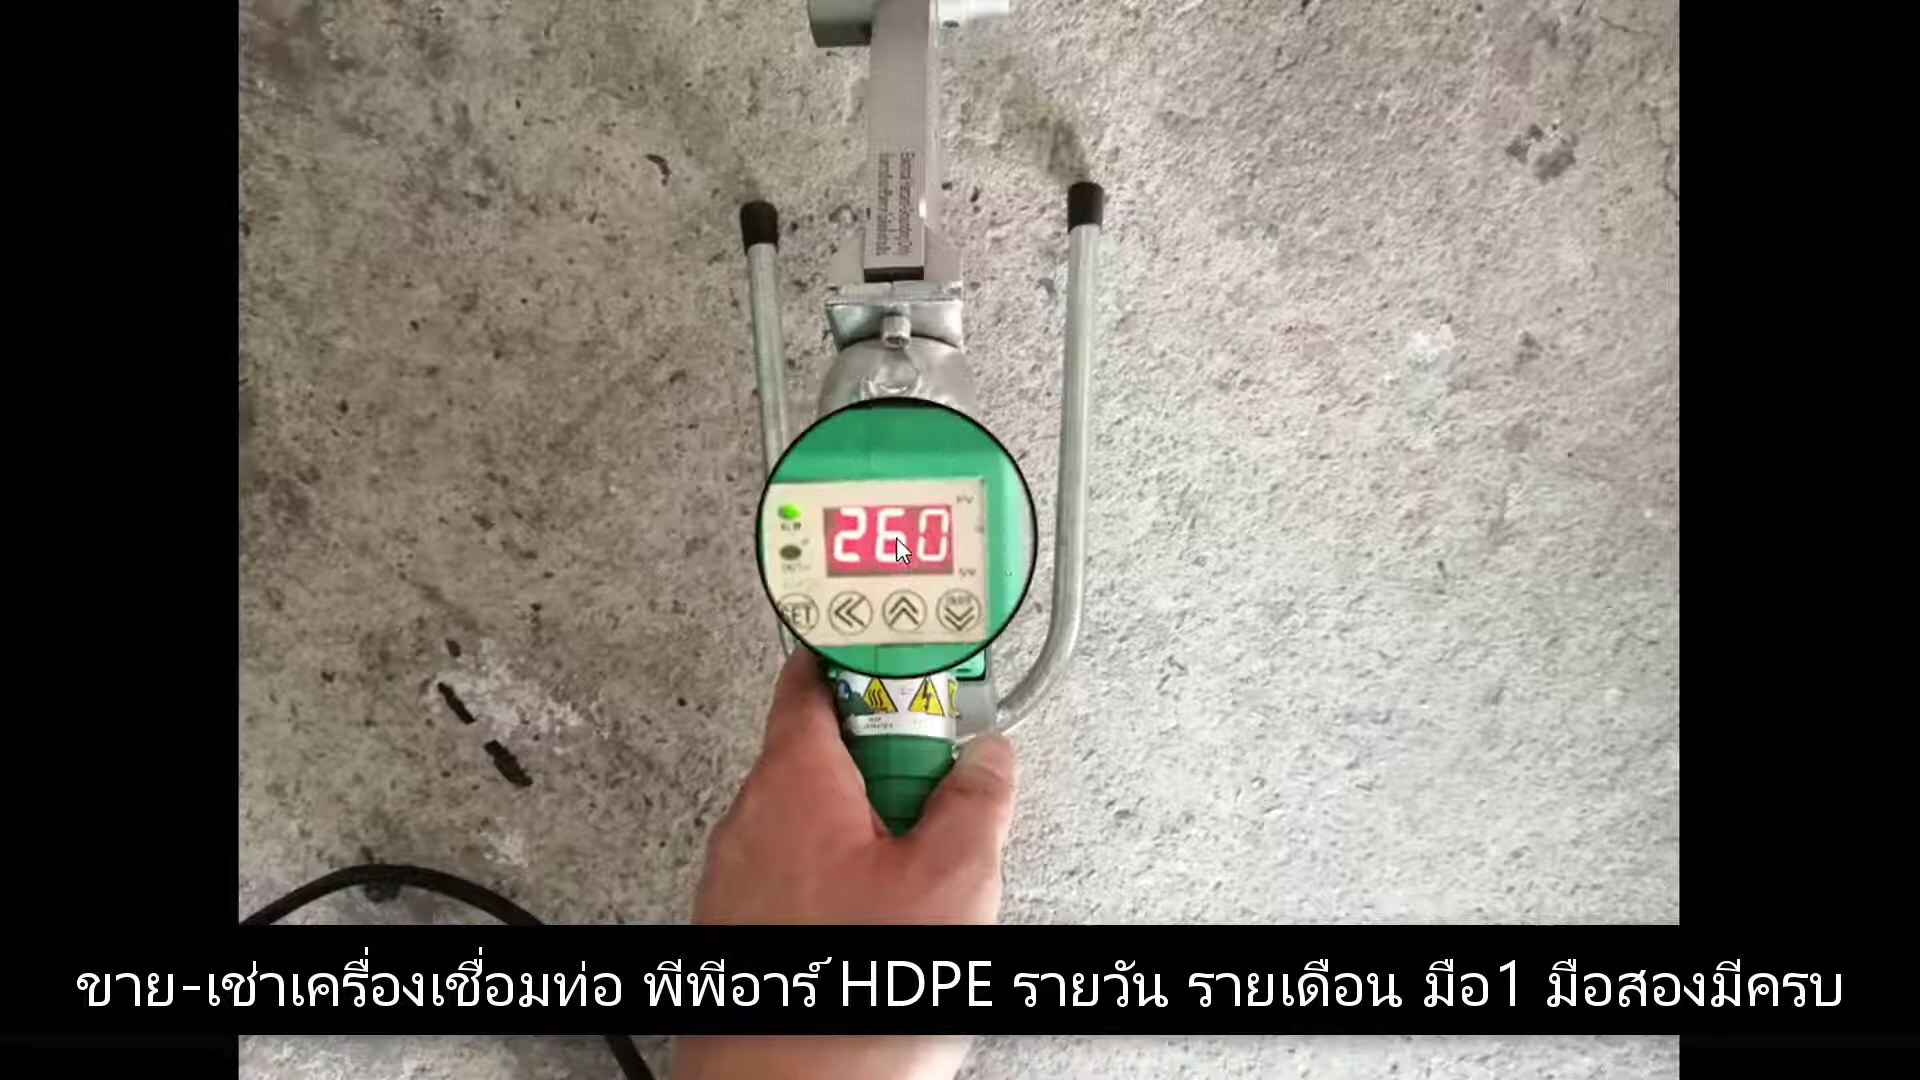 PV
260
SV
SET
ขาย-เช่าเครื่องเชื่อมท่อ พีพีอาร์ HDPE รายวัน รายเดือน มือ1 มือสองมีครบ